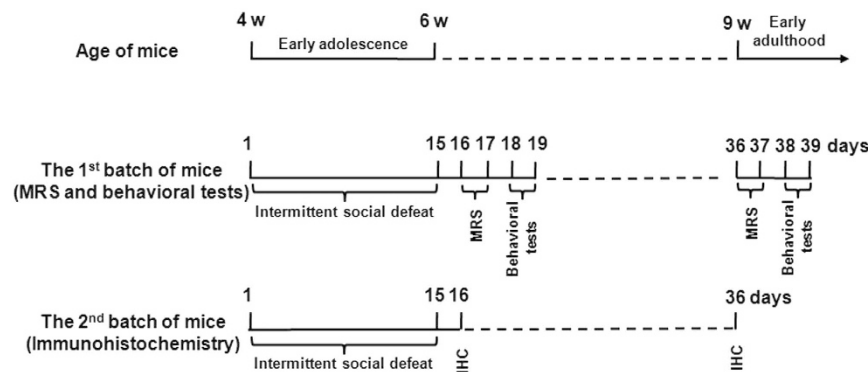 4 w 6 w 9 w
Age of mice Early adolescence Early
adulthood
1 15 16 17 18 19 36 37 38 39 days
The 1st batch of mice
(MRS and behavioral tests)
Intermittent social defeat MRS Behavioral
tests MRS Behavioral
tests
1 15 16 36 days
The 2nd batch of mice
(Immunohistochemistry)
Intermittent social defeat IHC IHC